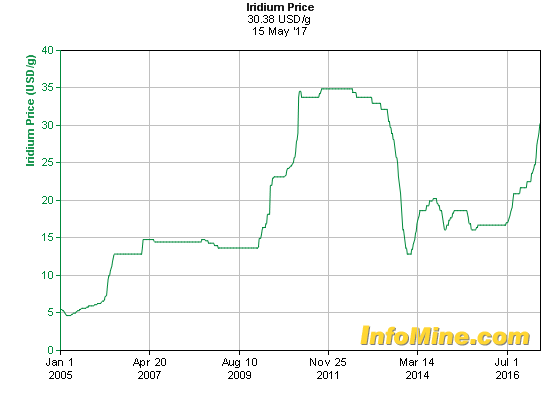 Iridium Price
30.38 USD/g
15 May '17
Iridium Price (USD/g)
40
35
30
25
20
15
10
5
0
InfoMine.com
Jan 1 Apr 20 Aug 10 Nov 25 Mar 14 Jul 1
2005 2007 2009 2011 2014 2016